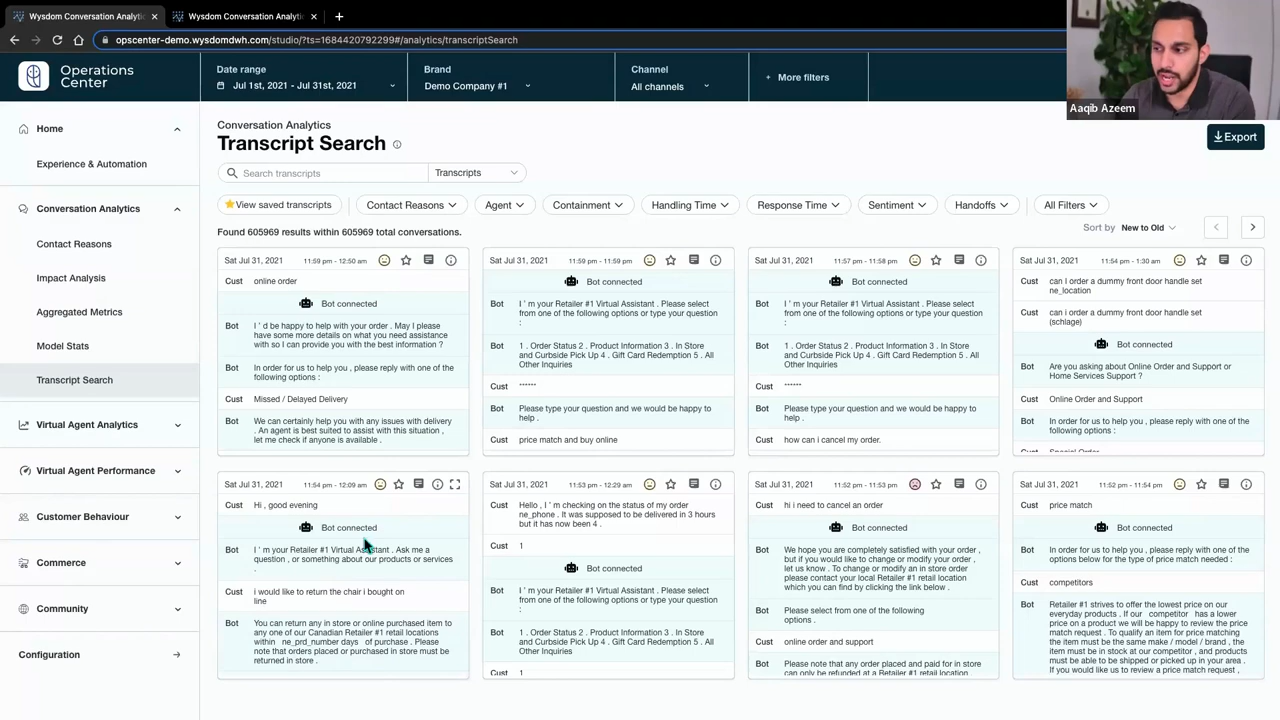 Wysdom Conversation Analytic
Wysdom Conversation Analytic
opscenter-demo.wysdomdwh.com/studio/?ts=1684420792299#/analytics/transcriptSearch
Operations
Center
Date range
Jul 1st, 2021 - Jul 31st, 2021
Brand
Demo Company #1
Channel
All channels
+ More filters
Aaqib Azeem
Home
Experience & Automation
Conversation Analytics
Contact Reasons
Impact Analysis
Aggregated Metrics
Model Stats
Transcript Search
Virtual Agent Analytics
Virtual Agent Performance
Customer Behaviour
Commerce
Community
Configuration
Conversation Analytics
Transcript Search
Export
Search transcripts
Transcripts
View saved transcripts
Contact Reasons
Agent
Containment
Handling Time
Response Time
Sentiment
Handoffs
All Filters
Found 605969 results within 605969 total conversations.
Sort by New to Old
Sat Jul 31, 2021 11:59 pm - 12:50 am
Cust online order
Bot connected
Bot I ' d be happy to help with your order . May I please
have some more details on what you need assistance
with so I can provide you with the best information ?
Bot In order for us to help you , please reply with one of the
following options :
Cust Missed / Delayed Delivery
Bot We can certainly help you with any issues with delivery
. An agent is best suited to assist with this situation ,
let me check if anyone is available .
Sat Jul 31, 2021 11:59 pm - 11:59 pm
Bot connected
Bot I ' m your Retailer #1 Virtual Assistant . Please select
from one of the following options or type your question
:
Bot 1 . Order Status 2 . Product Information 3 . In Store
and Curbside Pick Up 4 . Gift Card Redemption 5 . All
Other Inquiries
Cust ******
Bot Please type your question and we would be happy to
help .
Cust price match and buy online
Sat Jul 31, 2021 11:57 pm - 11:58 pm
Bot connected
Bot I ' m your Retailer #1 Virtual Assistant . Please select
from one of the following options or type your question
:
Bot 1 . Order Status 2 . Product Information 3 . In Store
and Curbside Pick Up 4 . Gift Card Redemption 5 . All
Other Inquiries
Cust ******
Bot Please type your question and we would be happy to
help .
Cust how can i cancel my order.
Sat Jul 31, 2021 11:54 pm - 1:30 am
Cust can i order a dummy front door handle set
ne_location
Cust can i order a dummy front door handle set
(schlage)
Bot connected
Bot Are you asking about Online Order and Support or
Home Services Support ?
Cust Online Order and Support
Bot In order for us to help you , please reply with one of the
following options :
Cust Special Order
Sat Jul 31, 2021 11:54 pm - 12:09 am
Cust Hi , good evening
Bot connected
Bot I ' m your Retailer #1 Virtual Assistant . Ask me a
question , or something about our products or services
.
Cust i would like to return the chair i bought on
line
Bot You can return any in store or online purchased item to
any one of our Canadian Retailer #1 retail locations
within ne_prd_number days of purchase . Please
note that orders placed or purchased in store must be
returned in store .
Sat Jul 31, 2021 11:53 pm - 12:29 am
Cust Hello , I ' m checking on the status of my order
ne_phone . It was supposed to be delivered in 3 hours
but it has now been 4 .
Cust 1
Bot connected
Bot I ' m your Retailer #1 Virtual Assistant . Please select
from one of the following options or type your question
:
Bot 1 . Order Status 2 . Product Information 3 . In Store
and Curbside Pick Up 4 . Gift Card Redemption 5 . All
Other Inquiries
Cust 1
Sat Jul 31, 2021 11:52 pm - 11:53 pm
Cust hi i need to cancel an order
Bot connected
Bot We hope you are completely satisfied with your order ,
but if you would like to change or modify your order ,
let us know . To change or modify an in store order
please contact your local Retailer #1 retail location
which you can find by clicking the link below .
Bot Please select from one of the following
options .
Cust online order and support
Bot Please note that any order placed and paid for in store
can only be refunded at a Retailer #1 retail location
Sat Jul 31, 2021 11:52 pm - 11:54 pm
Cust price match
Bot connected
Bot In order for us to help you , please reply with one of the
options below for the type of price match needed :
Cust competitors
Bot Retailer #1 strives to offer the lowest price on our
everyday products . If our competitor has a lower
price on a product we will be happy to review the
price match request . To qualify an item for price matching
the item must be the same make / model / brand , the
item must be in stock at our competitor , and products
must be able to be shipped or picked up in your area .
If you would like us to review a price match request ,